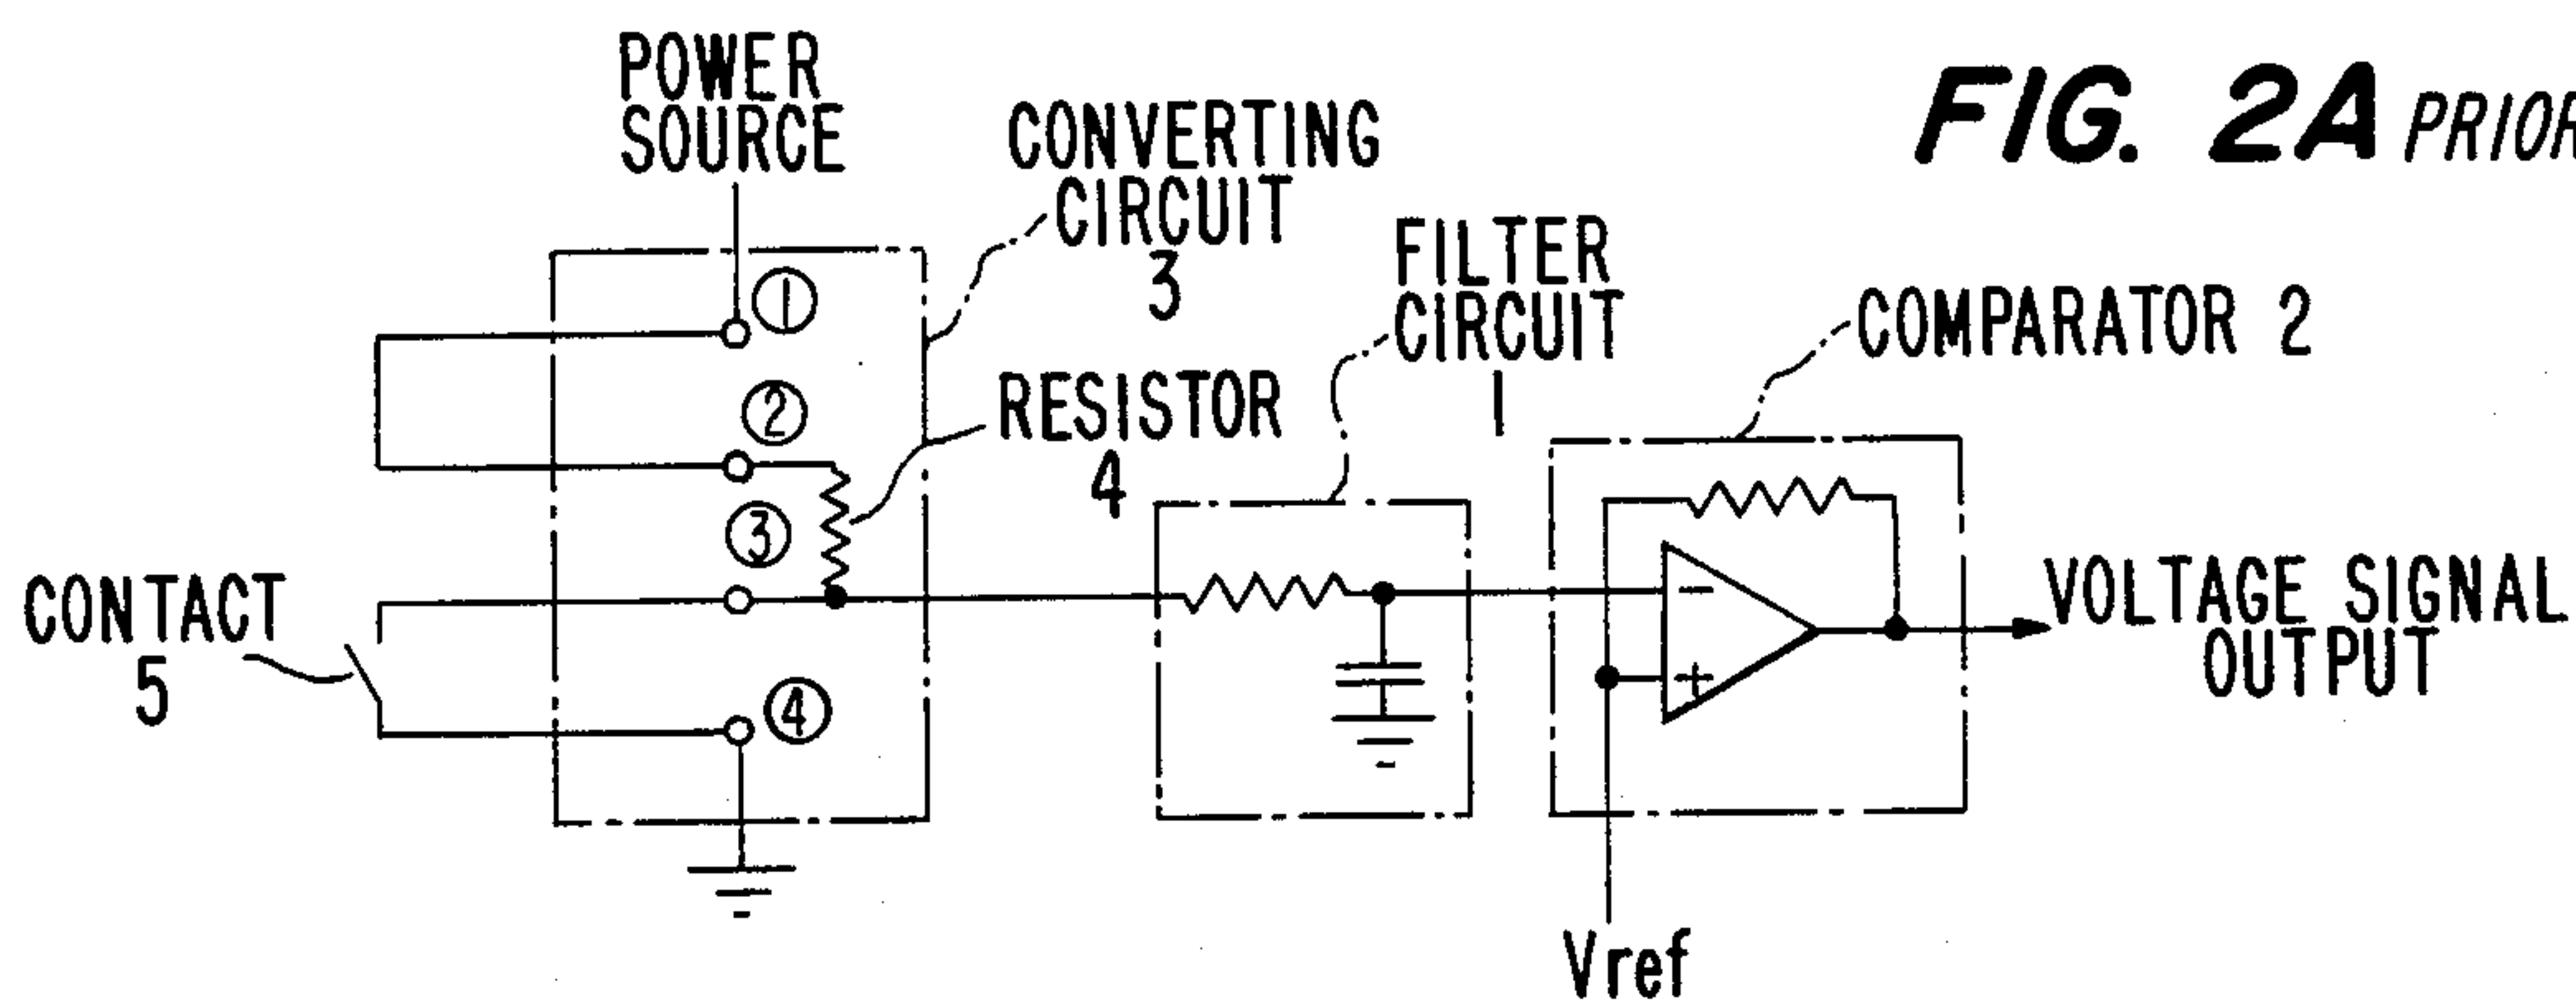 FIG. 2A PRIOR
POWER
SOURCE
CONVERTING
CIRCUIT
3
FILTER
CIRCUIT
1
COMPARATOR 2
RESISTOR
4
①
②
③
④
CONTACT
5
-
+
VOLTAGE SIGNAL
OUTPUT
Vref